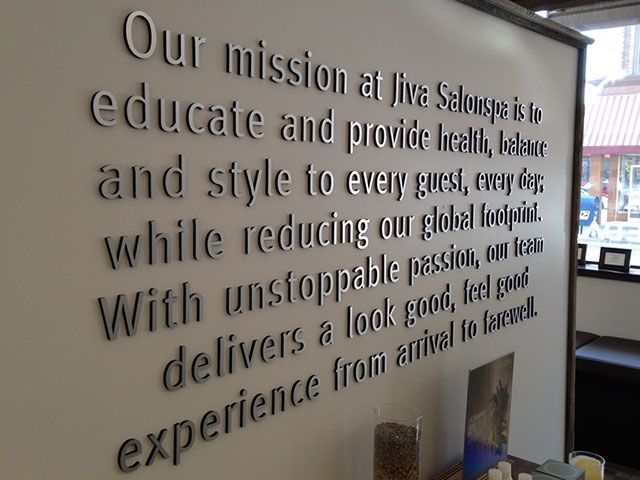 Our mission at Jiva Salonspa is to
educate and provide health, balance
and style to every guest, every day:
while reducing our global footprint.
With unstoppable passion, our team
delivers a look good, feel good
experience from arrival to farewell.